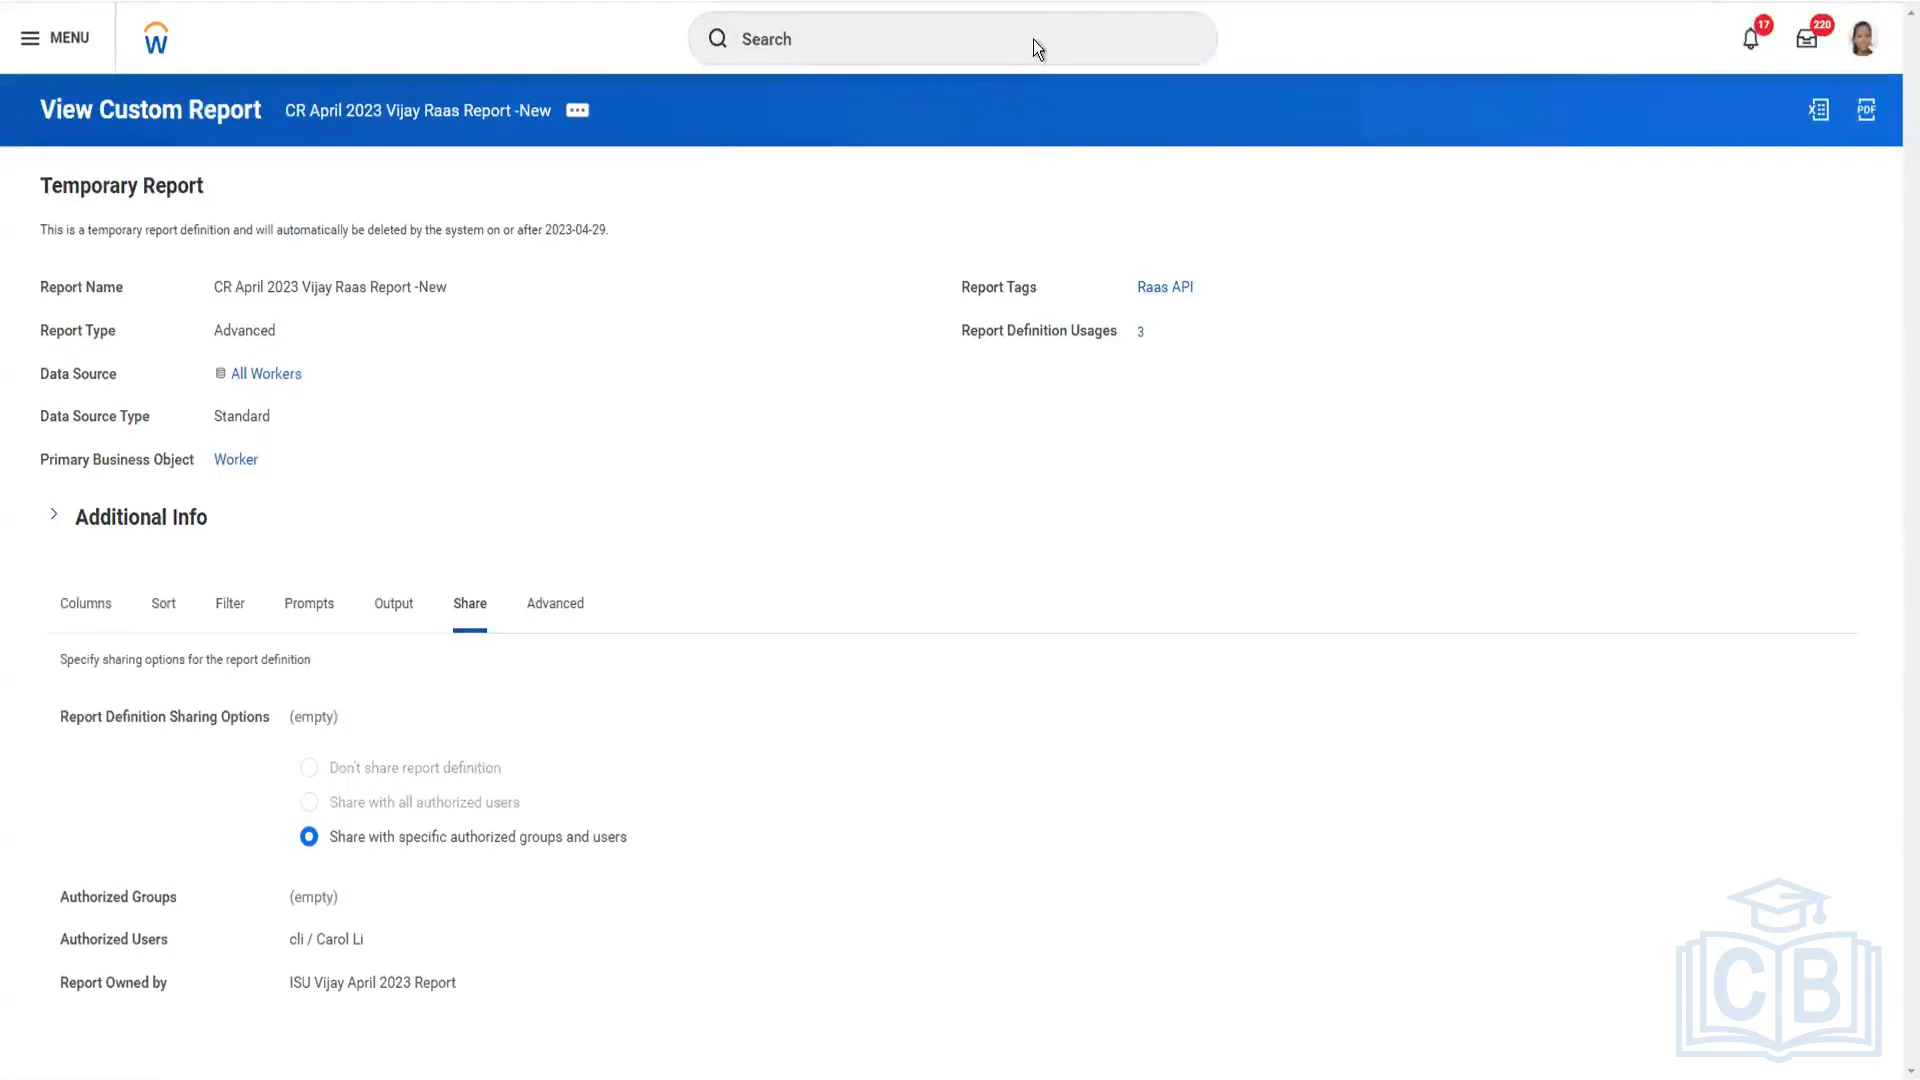 MENU
W
Search
17
220
View Custom Report CR April 2023 Vijay Raas Report -New
PDF
Temporary Report
This is a temporary report definition and will automatically be deleted by the system on or after 2023-04-29.
Report Name CR April 2023 Vijay Raas Report -New
Report Tags Raas API
Report Type Advanced
Report Definition Usages 3
Data Source All Workers
Data Source Type Standard
Primary Business Object Worker
Additional Info
Columns Sort Filter Prompts Output Share Advanced
Specify sharing options for the report definition
Report Definition Sharing Options (empty)
Don't share report definition
Share with all authorized users
Share with specific authorized groups and users
Authorized Groups (empty)
Authorized Users cli / Carol Li
Report Owned by ISU Vijay April 2023 Report
CB